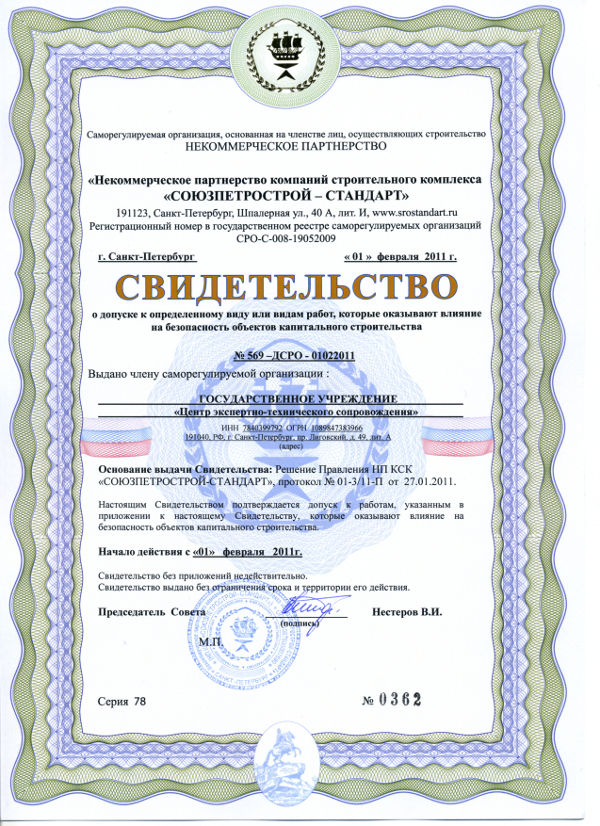 Саморегулируемая организация, основанная на членстве лиц, осуществляющих строительство
НЕКОММЕРЧЕСКОЕ ПАРТНЕРСТВО
«Некоммерческое партнерство компаний строительного комплекса
«СОЮЗПЕТРОСТРОЙ – СТАНДАРТ»
191123, Санкт-Петербург, Шпалерная ул., 40 А, лит. И, www.srostandart.ru
Регистрационный номер в государственном реестре саморегулируемых организаций
СРО-С-008-19052009
г. Санкт-Петербург « 01 » февраля 2011 г.
СВИДЕТЕЛЬСТВО
о допуске к определенному виду или видам работ, которые оказывают влияние
на безопасность объектов капитального строительства
№ 569 –ДСРО - 01022011
Выдано члену саморегулируемой организации :
ГОСУДАРСТВЕННОЕ УЧРЕЖДЕНИЕ
«Центр экспертно-технического сопровождения»
ИНН 7840399792 ОГРН 1089847383966
191040, РФ, г. Санкт-Петербург, пр. Лиговский, д. 49, лит. А
(адрес)
Основание выдачи Свидетельства: Решение Правления НП КСК
«СОЮЗПЕТРОСТРОЙ-СТАНДАРТ», протокол № 01-3/11-П от 27.01.2011.
Настоящим Свидетельством подтверждается допуск к работам, указанным в
приложении к настоящему Свидетельству, которые оказывают влияние на
безопасность объектов капитального строительства.
Начало действия с «01» февраля 2011г.
Свидетельство без приложений недействительно.
Свидетельство выдано без ограничения срока и территории его действия.
Председатель Совета Нестеров В.И.
(подпись)
М.П.
Серия 78 № 0362